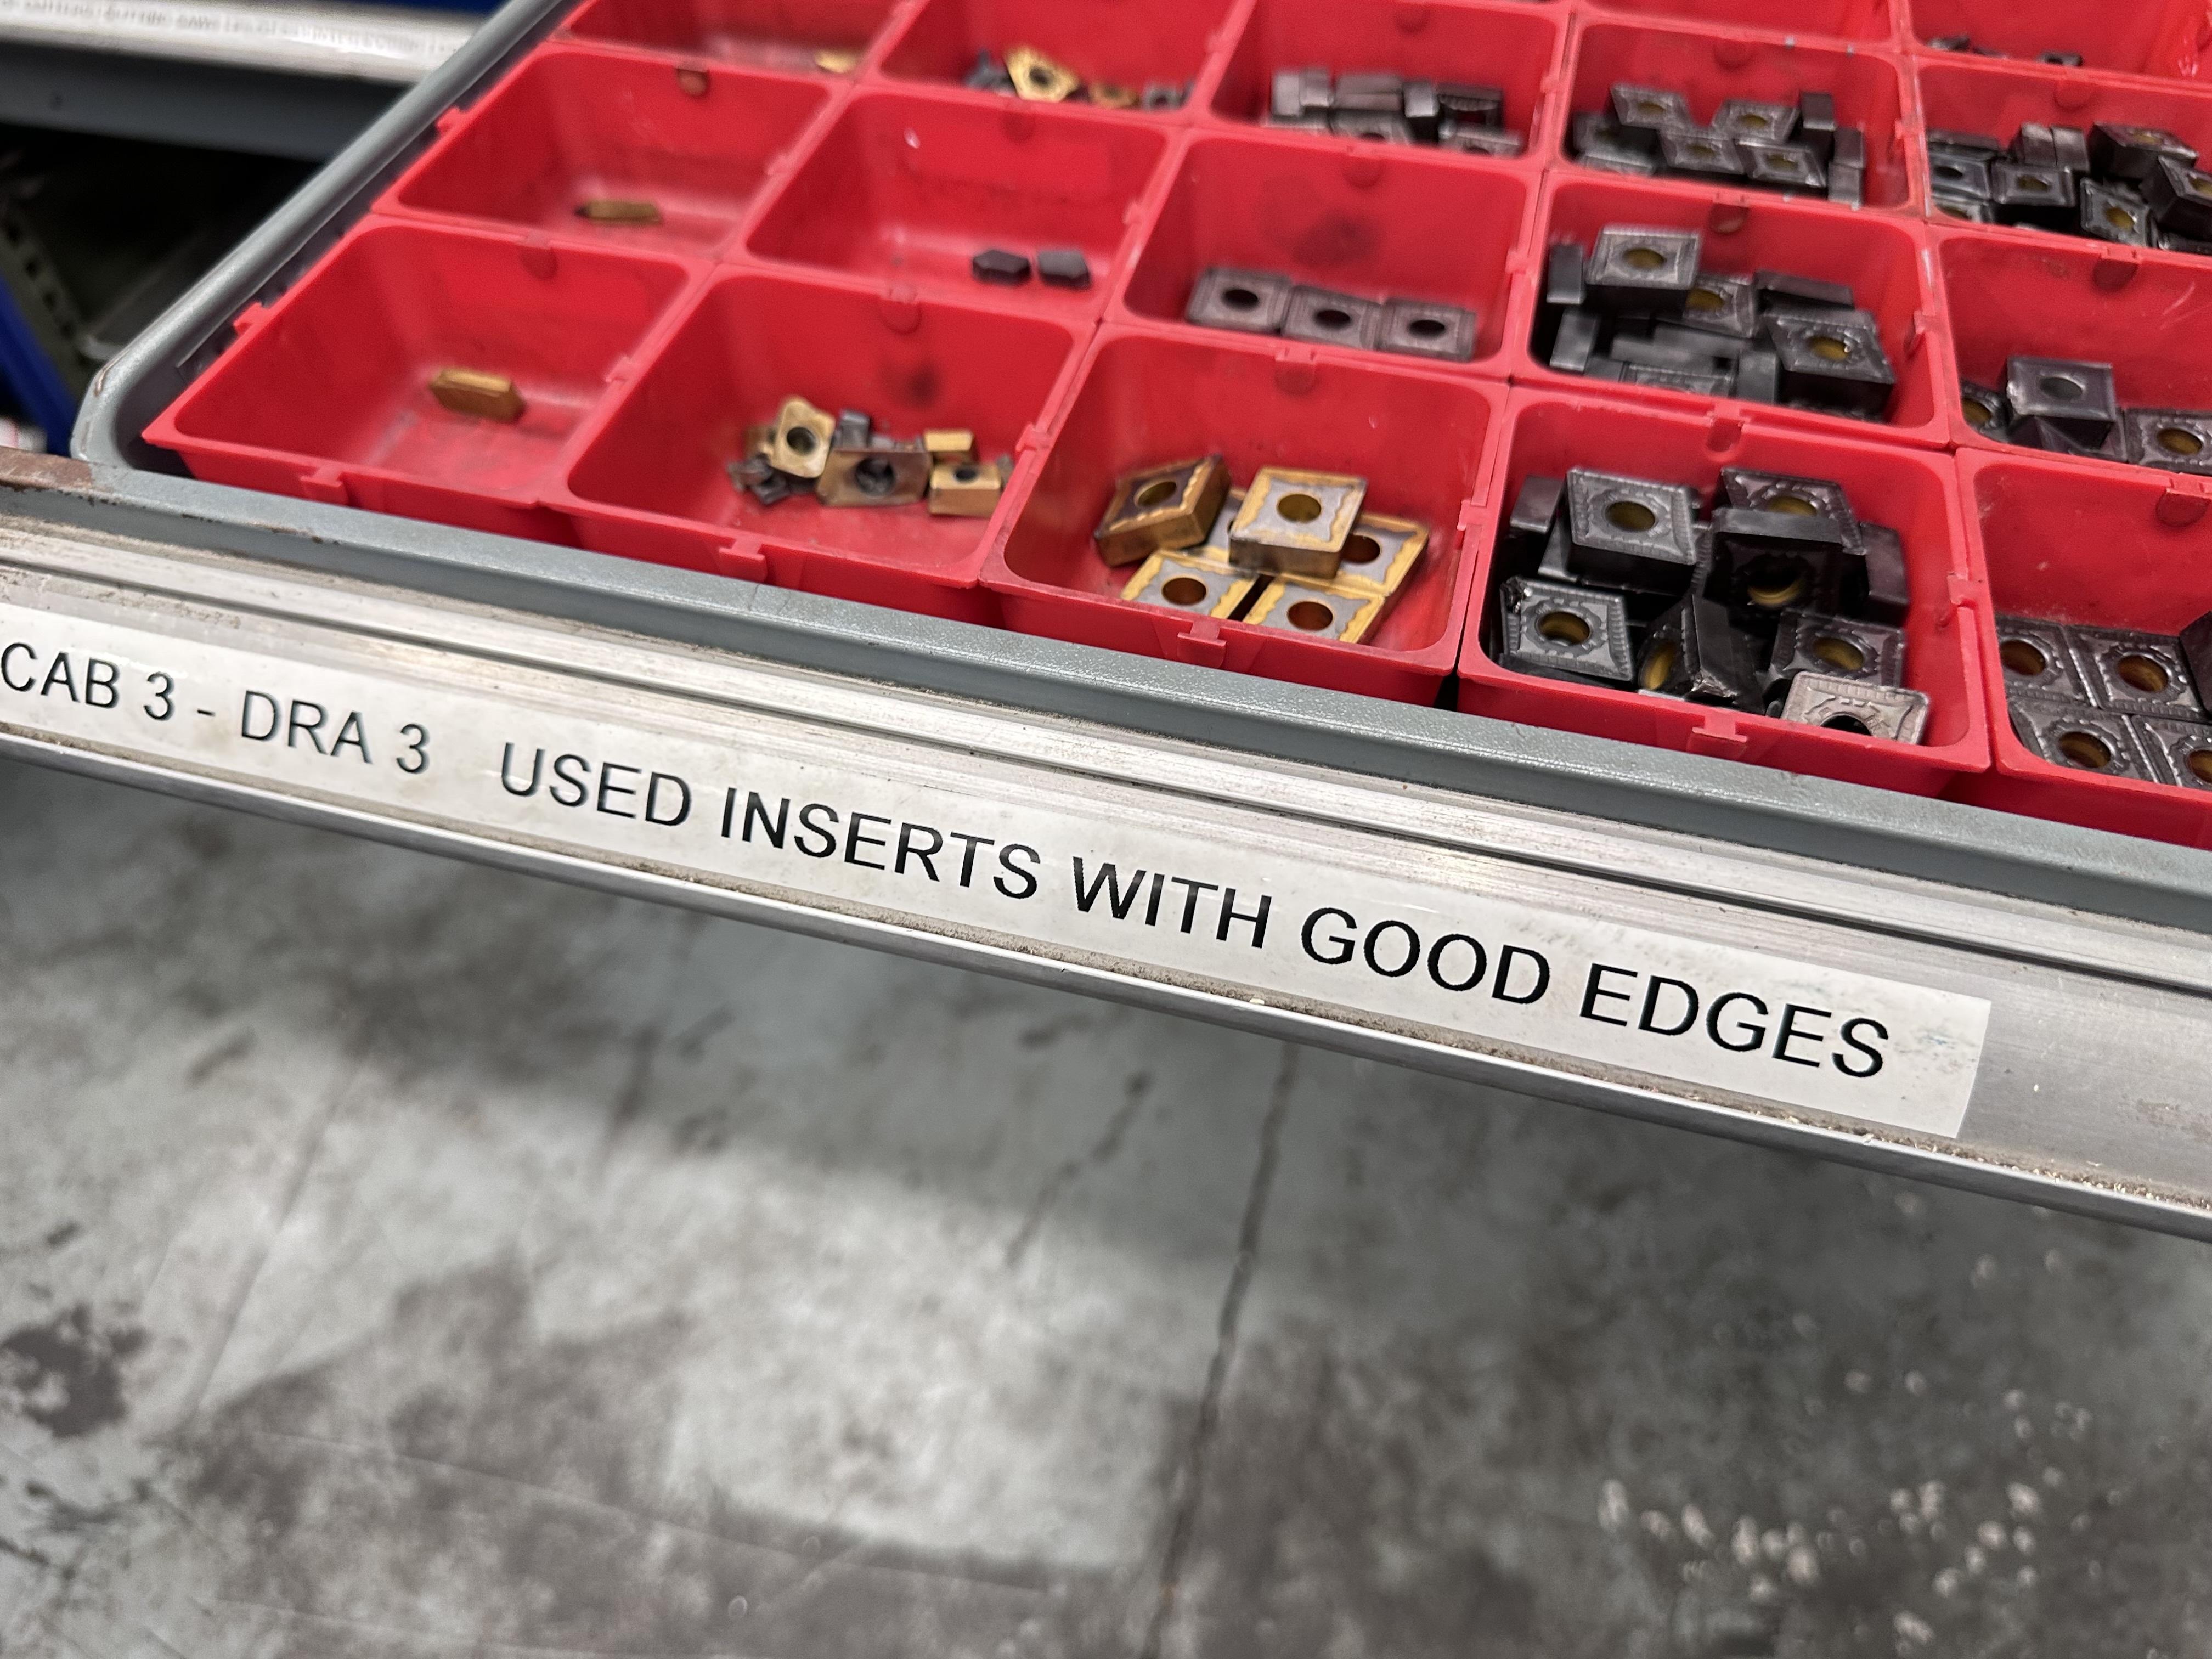 CAB 3 - DRA 3 USED INSERTS WITH GOOD EDGES